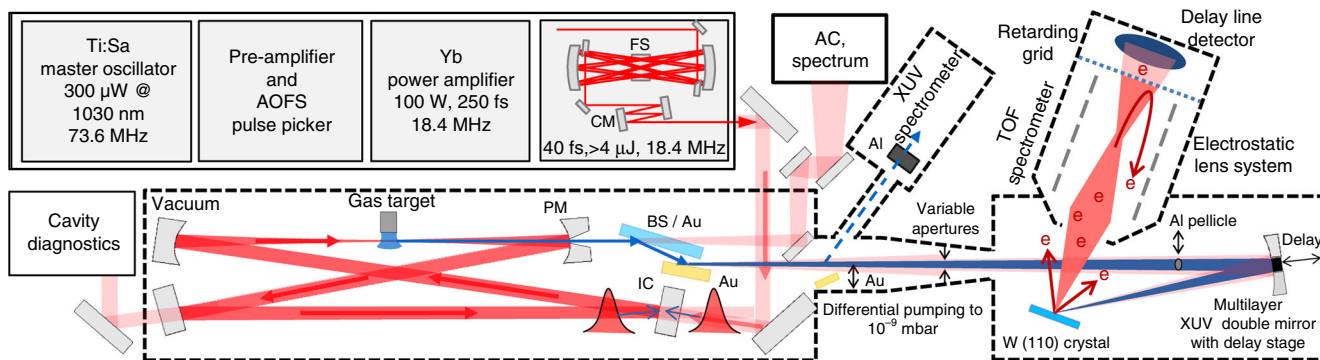 Ti:Sa
master oscillator
300 µW @
1030 nm
73.6 MHz
Pre-amplifier
and
AOFS
pulse picker
Yb
power amplifier
100 W, 250 fs
18.4 MHz
FS
CM
40 fs,>4 µJ, 18.4 MHz
AC,
spectrum
XUV
spectrometer
Al
Retarding
grid
Delay line
detector
TOF
spectrometer
Electrostatic
lens system
e
e
e
e
e
e
e
e
Cavity
diagnostics
Vacuum
Gas target
PM
BS / Au
IC
Au
Variable
apertures
Au
Differential pumping to
10⁻⁹ mbar
Al pellicle
Delay
Multilayer
XUV double mirror
with delay stage
W (110) crystal